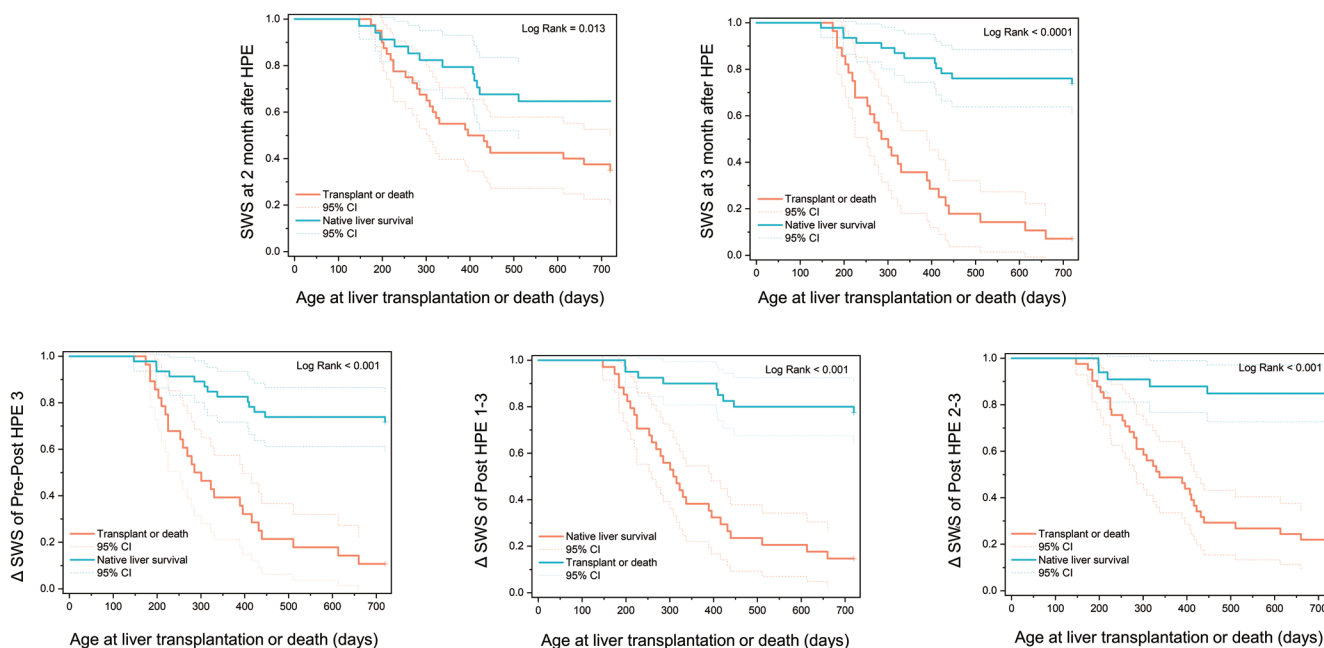 SWS at 2 month after HPE
1.0
0.8
0.6
0.4
0.2
0.0
Log Rank = 0.013
Transplant or death
95% CI
Native liver survival
95% CI
0 100 200 300 400 500 600 700
Age at liver transplantation or death (days)
SWS at 3 month after HPE
1.0
0.8
0.6
0.4
0.2
0.0
Log Rank < 0.0001
Transplant or death
95% CI
Native liver survival
95% CI
0 100 200 300 400 500 600 700
Age at liver transplantation or death (days)
Δ SWS of Pre-Post HPE 3
1.0
0.8
0.6
0.4
0.2
0.0
Log Rank < 0.001
Transplant or death
95% CI
Native liver survival
95% CI
0 100 200 300 400 500 600 700
Age at liver transplantation or death (days)
Δ SWS of Post HPE 1-3
1.0
0.8
0.6
0.4
0.2
0.0
Log Rank < 0.001
Native liver survival
95% CI
Transplant or death
95% CI
0 100 200 300 400 500 600 700
Age at liver transplantation or death (days)
Δ SWS of Post HPE 2-3
1.0
0.8
0.6
0.4
0.2
0.0
Log Rank < 0.001
Transplant or death
95% CI
Native liver survival
95% CI
0 100 200 300 400 500 600 700
Age at liver transplantation or death (days)